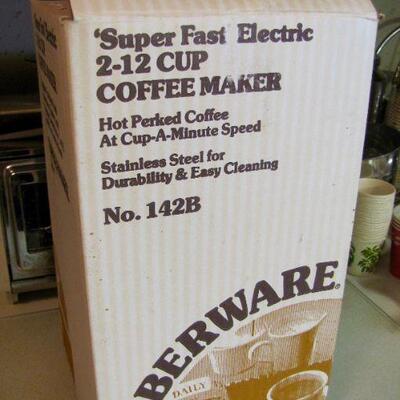 'Super Fast Electric
2-12 CUP
COFFEE MAKER
Hot Perked Coffee
At Cup-A-Minute Speed
Stainless Steel for
Durability & Easy Cleaning
No. 142B
BERWARE®
DAILY